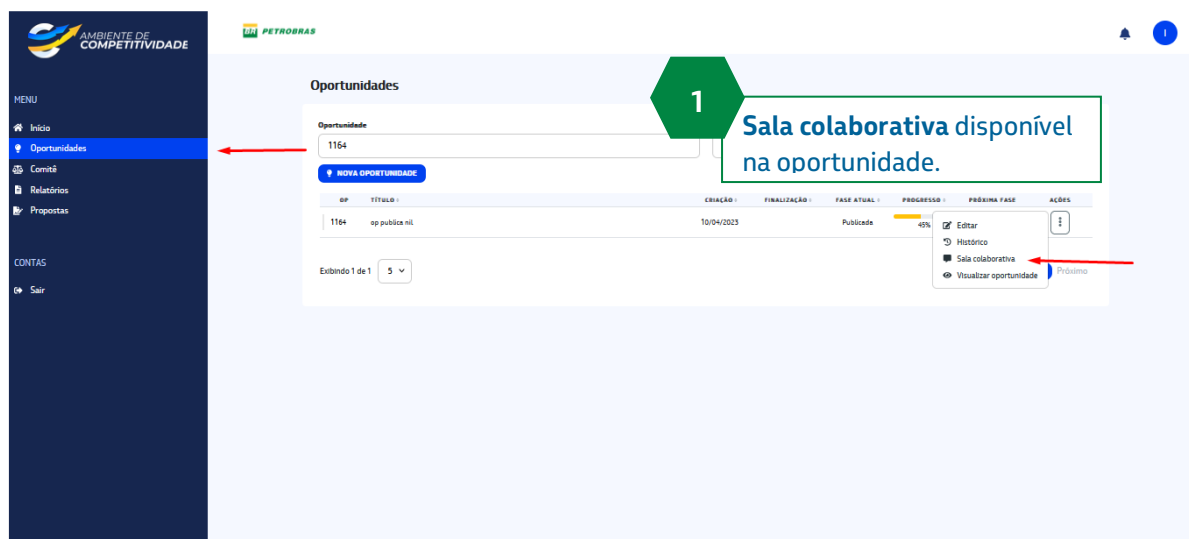 AMBIENTE DE
COMPETITIVIDADE
BR PETROBRAS
I
MENU
Início
Oportunidades
Comitê
Relatórios
Propostas
CONTAS
Sair
Oportunidades
1
Sala colaborativa disponível
na oportunidade.
Oportunidade
1164
NOVA OPORTUNIDADE
OP TÍTULO CRIAÇÃO FINALIZAÇÃO FASE ATUAL PROGRESSO PRÓXIMA FASE AÇÕES
1164 op publica nil 10/04/2023 Publicada 45%
Editar
Histórico
Sala colaborativa
Visualizar oportunidade
Exibindo 1 de 1 5 Próximo